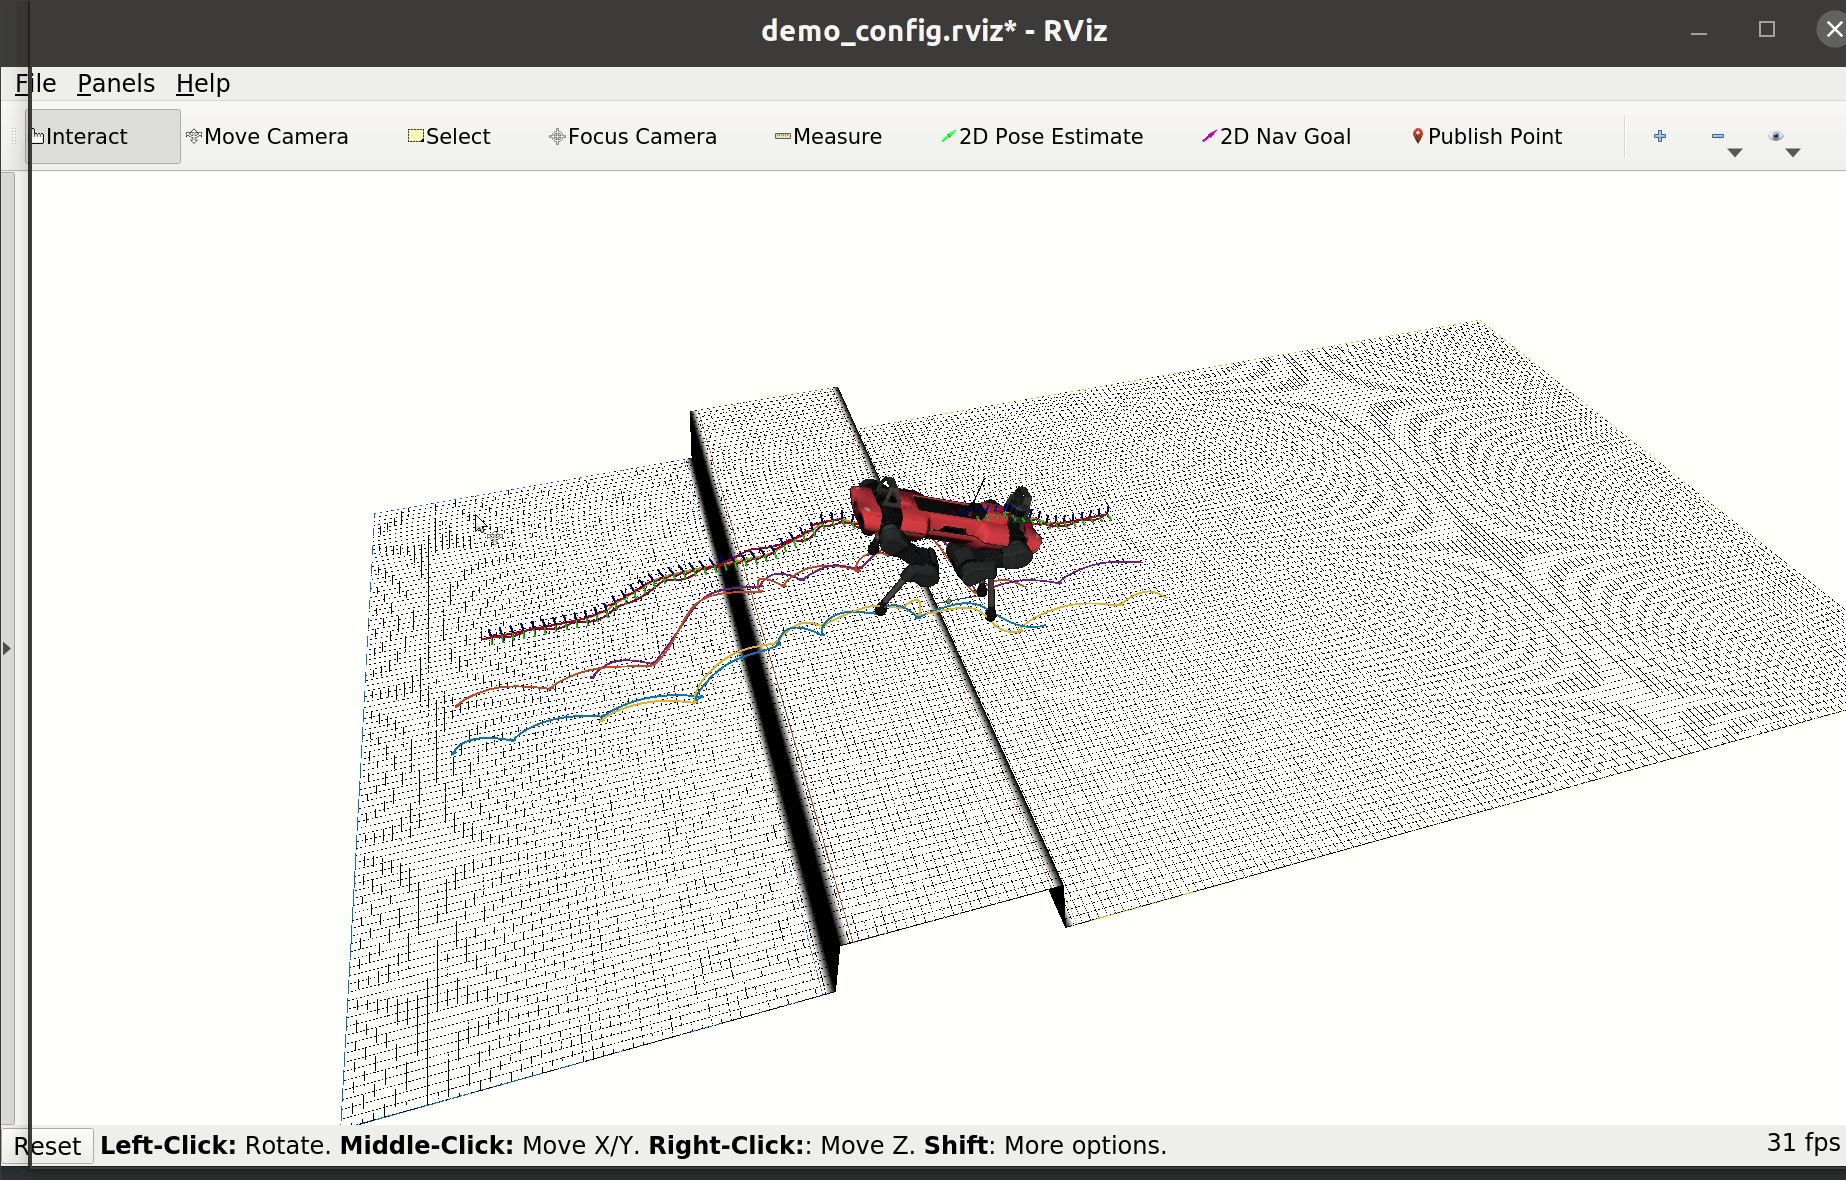 demo_config.rviz* - RViz
File Panels Help
Interact Move Camera Select Focus Camera Measure 2D Pose Estimate 2D Nav Goal Publish Point
Reset Left-Click: Rotate. Middle-Click: Move X/Y. Right-Click:: Move Z. Shift: More options. 31 fps